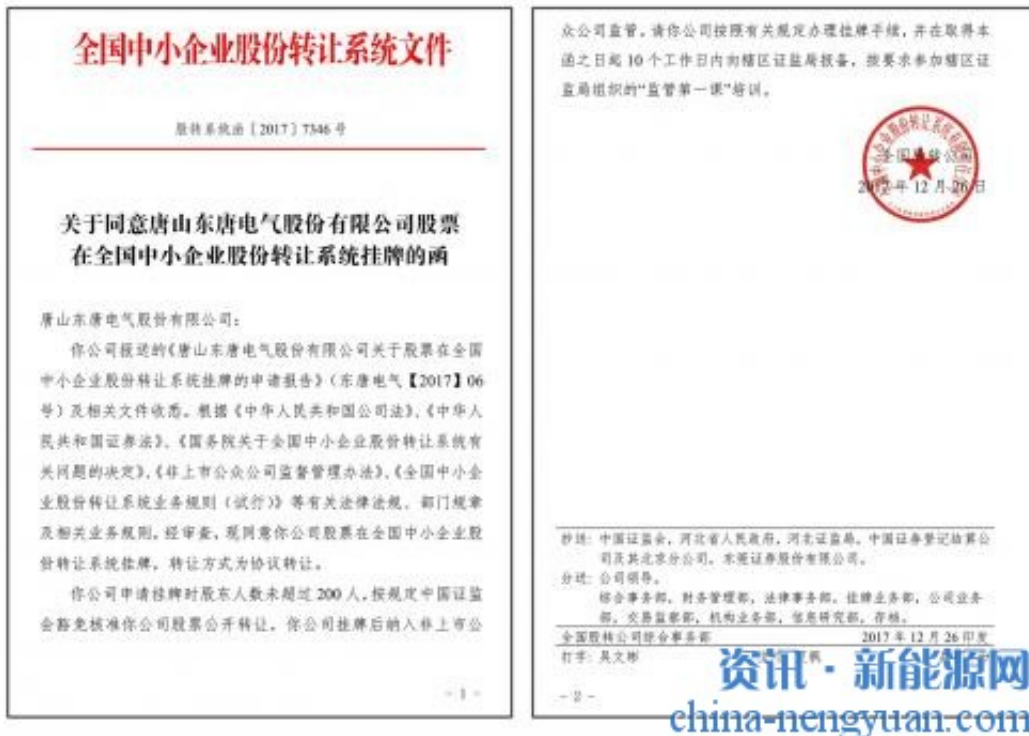 全国中小企业股份转让系统文件
股转系统函［2017］7346 号
关于同意唐山东唐电气股份有限公司股票
在全国中小企业股份转让系统挂牌的函
唐山东唐电气股份有限公司：
你公司报送的《唐山东唐电气股份有限公司关于股票在全国
中小企业股份转让系统挂牌的申请报告》（东唐电气【2017】06
号）及相关文件收悉。根据《中华人民共和国公司法》、《中华人
民共和国证券法》、《国务院关于全国中小企业股份转让系统有
关问题的决定》、《非上市公众公司监督管理办法》、《全国中小企
业股份转让系统业务规则（试行）》等有关法律法规、部门规章
及相关业务规则，经审查，现同意你公司股票在全国中小企业股
份转让系统挂牌，转让方式为协议转让。
你公司申请挂牌时股东人数未超过 200 人，按规定中国证监
会豁免核准你公司股票公开转让，你公司挂牌后纳入非上市公
- 1 -
众公司监管。请你公司按照有关规定办理挂牌手续，并在取得本
函之日起 10 个工作日内向辖区证监局报备，按要求参加辖区证
监局组织的“监管第一课”培训。
全国股转公司
2017 年 12 月 26 日
抄送：中国证监会，河北省人民政府，河北证监局，中国证券登记结算公
司及其北京分公司，东莞证券股份有限公司。
分送：公司领导。
综合事务部，财务管理部，法律事务部，挂牌业务部，公司业务
部，交易监察部，机构业务部，信息研究部，存档。
全国股转公司综合事务部 2017 年 12 月 26 印发
打字：吴文彬
- 2 -
资讯·新能源网
china-nengyuan.com